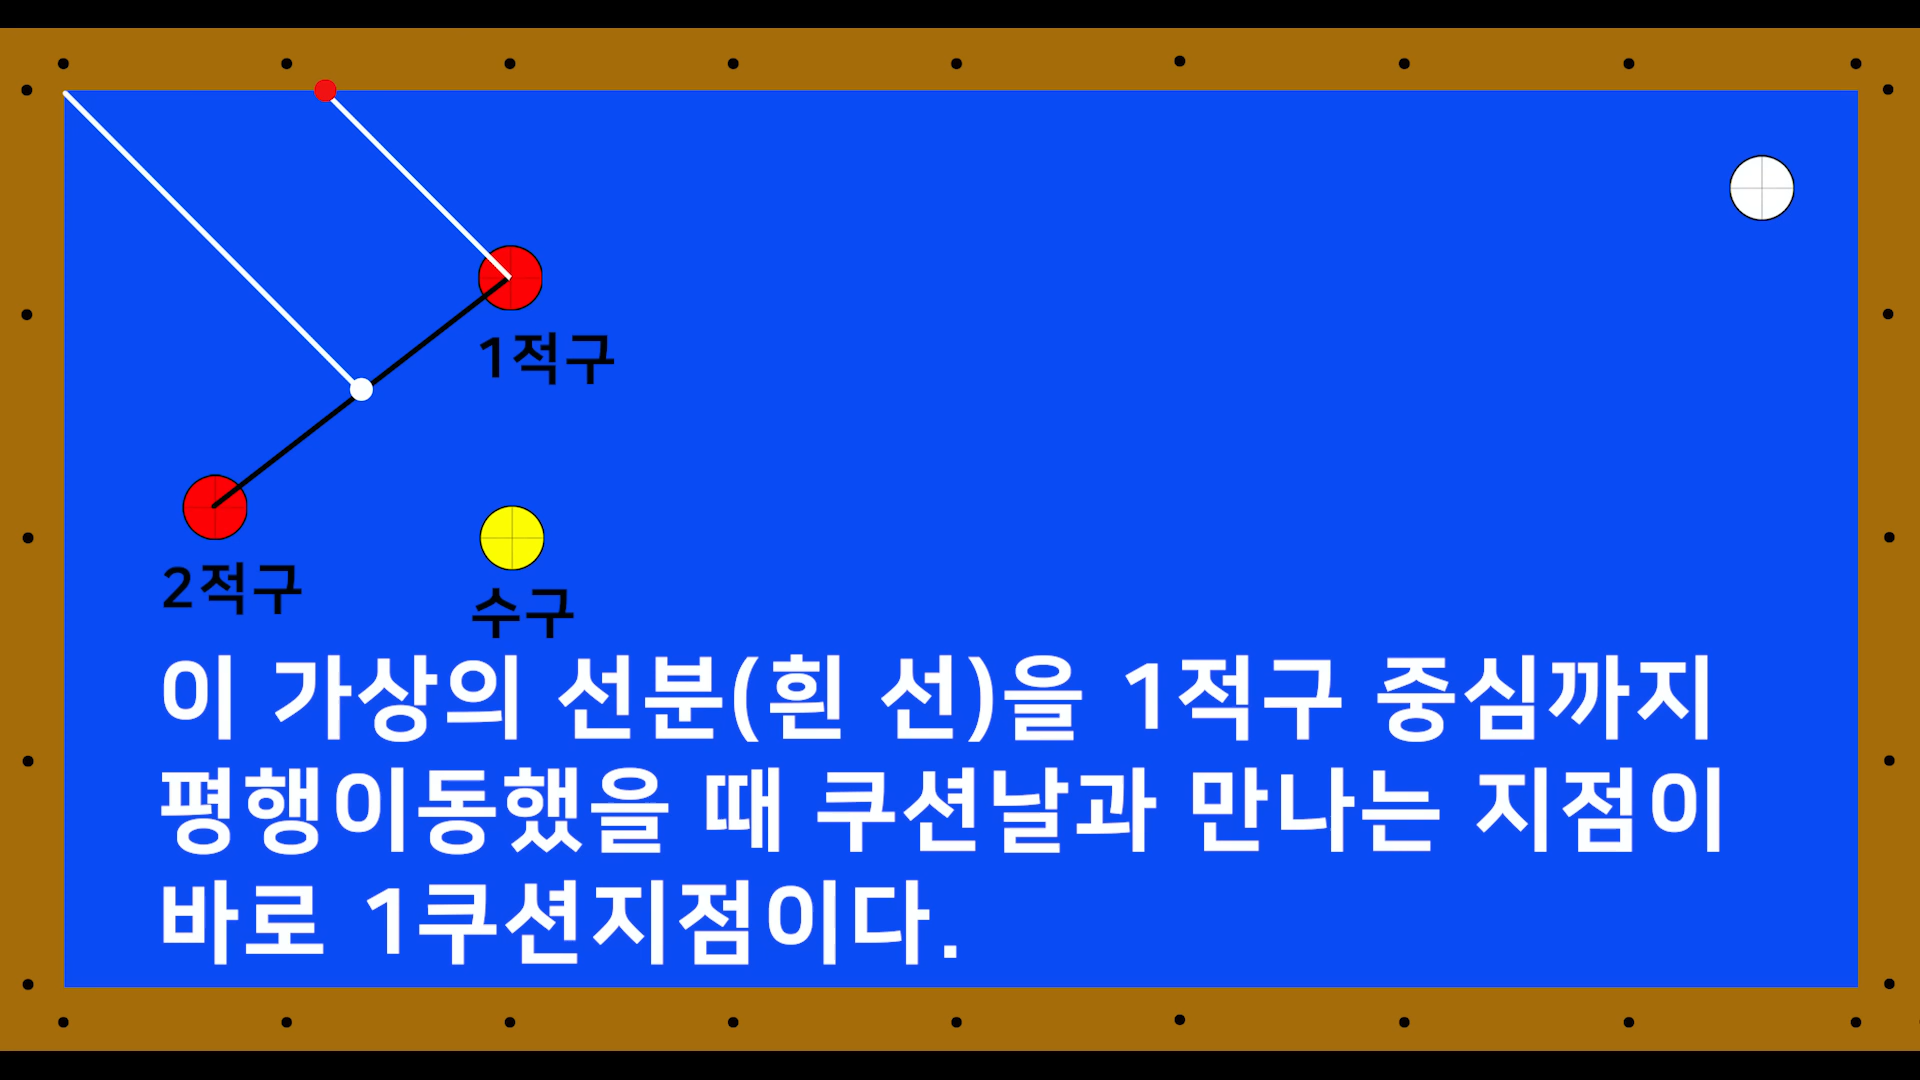 1적구
2적구
수구
이 가상의 선분(흰 선)을 1적구 중심까지
평행이동했을 때 쿠션날과 만나는 지점이
바로 1쿠션지점이다.